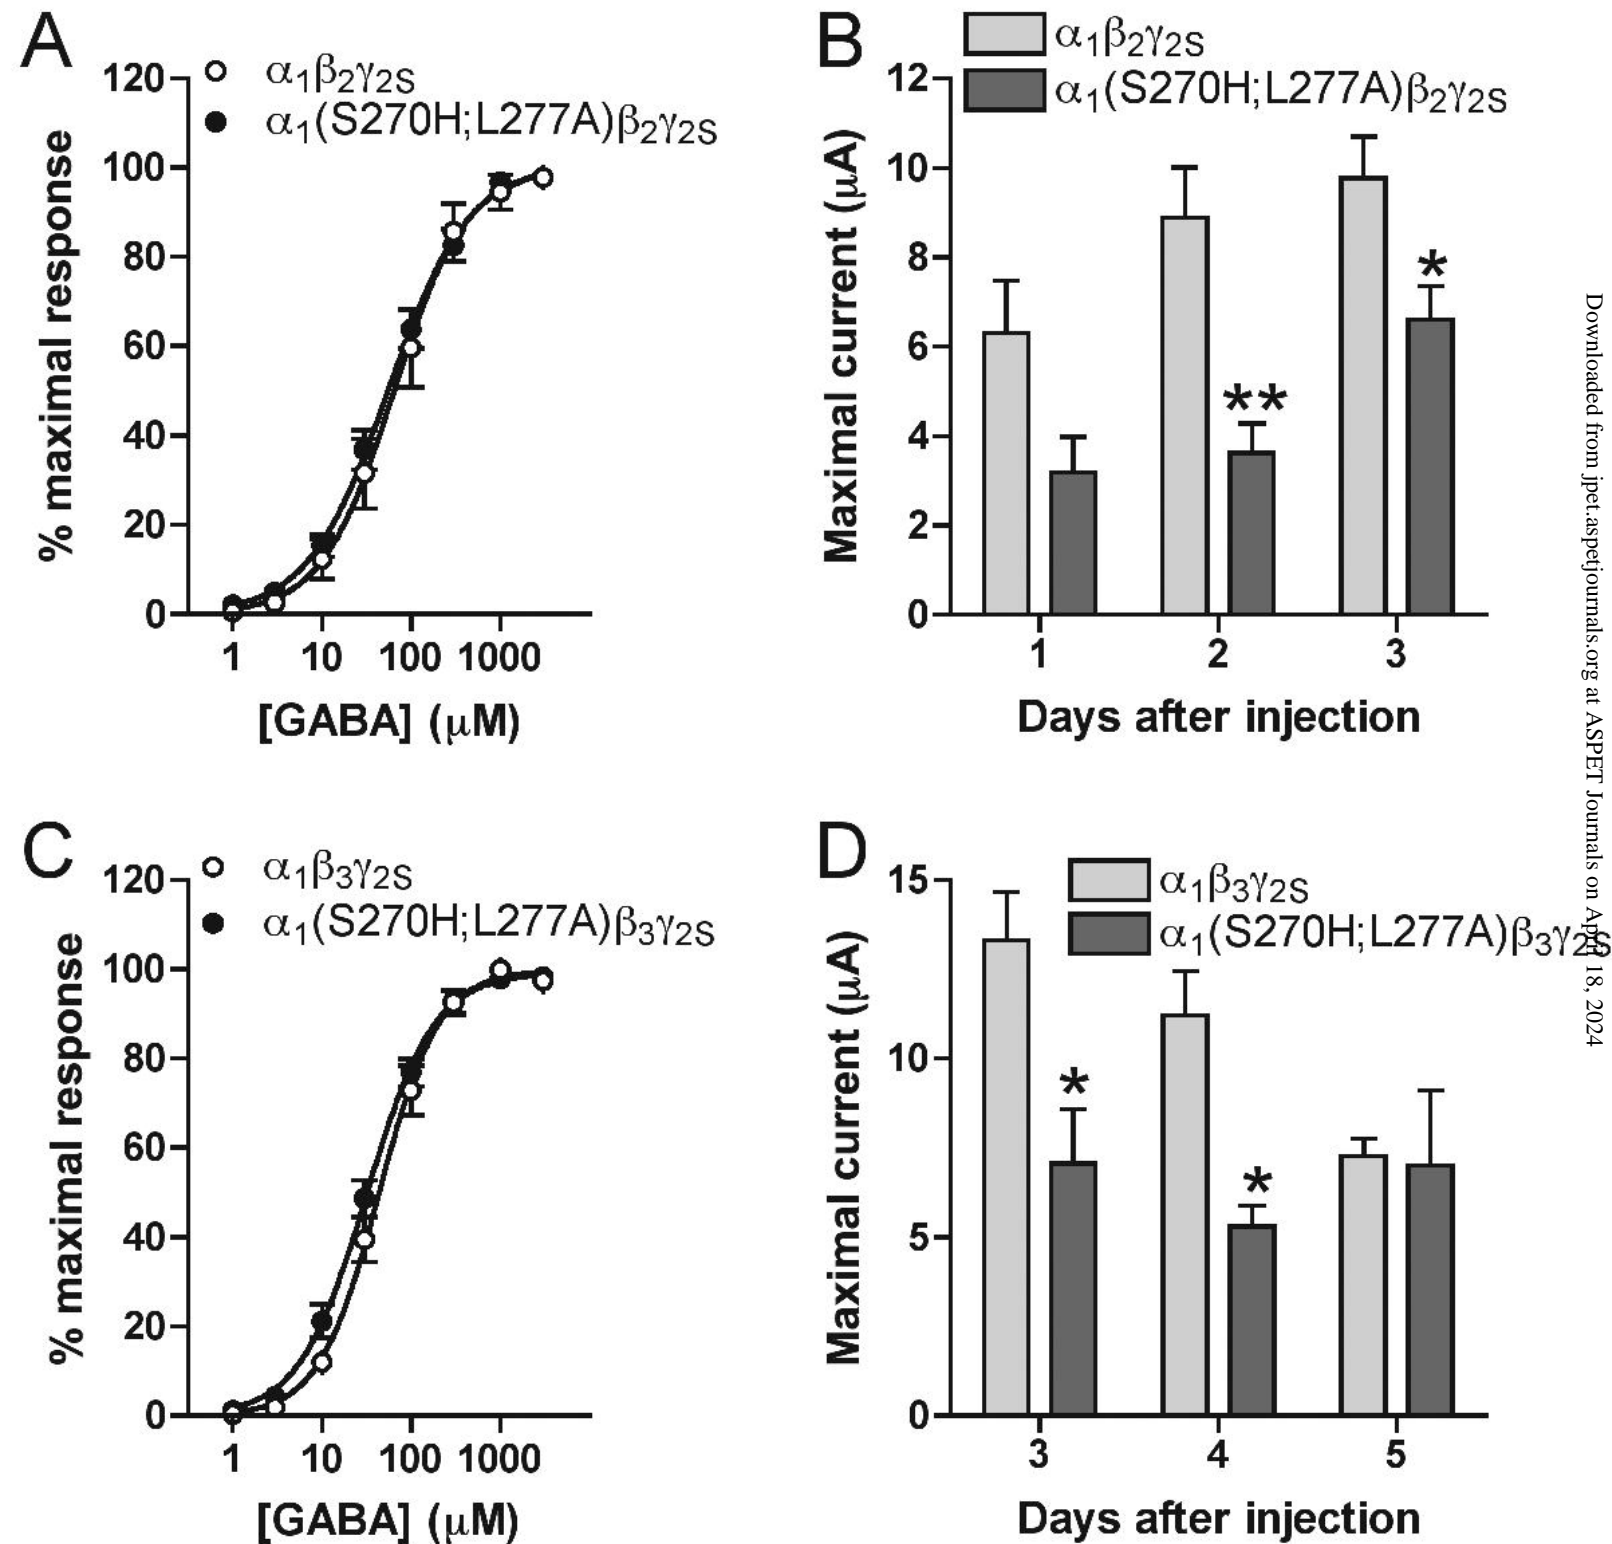 A
α1β2γ2S
α1(S270H;L277A)β2γ2S
120
100
80
60
40
20
0
% maximal response
1 10 100 1000
[GABA] (μM)
B
α1β2γ2S
α1(S270H;L277A)β2γ2S
12
10
8
6
4
2
0
Maximal current (μA)
**
*
1 2 3
Days after injection
C
α1β3γ2S
α1(S270H;L277A)β3γ2S
120
100
80
60
40
20
0
% maximal response
1 10 100 1000
[GABA] (μM)
D
α1β3γ2S
α1(S270H;L277A)β3γ2S
15
10
5
0
Maximal current (μA)
*
*
3 4 5
Days after injection
Downloaded from jpet.aspetjournals.org at ASPET Journals on April 18, 2024